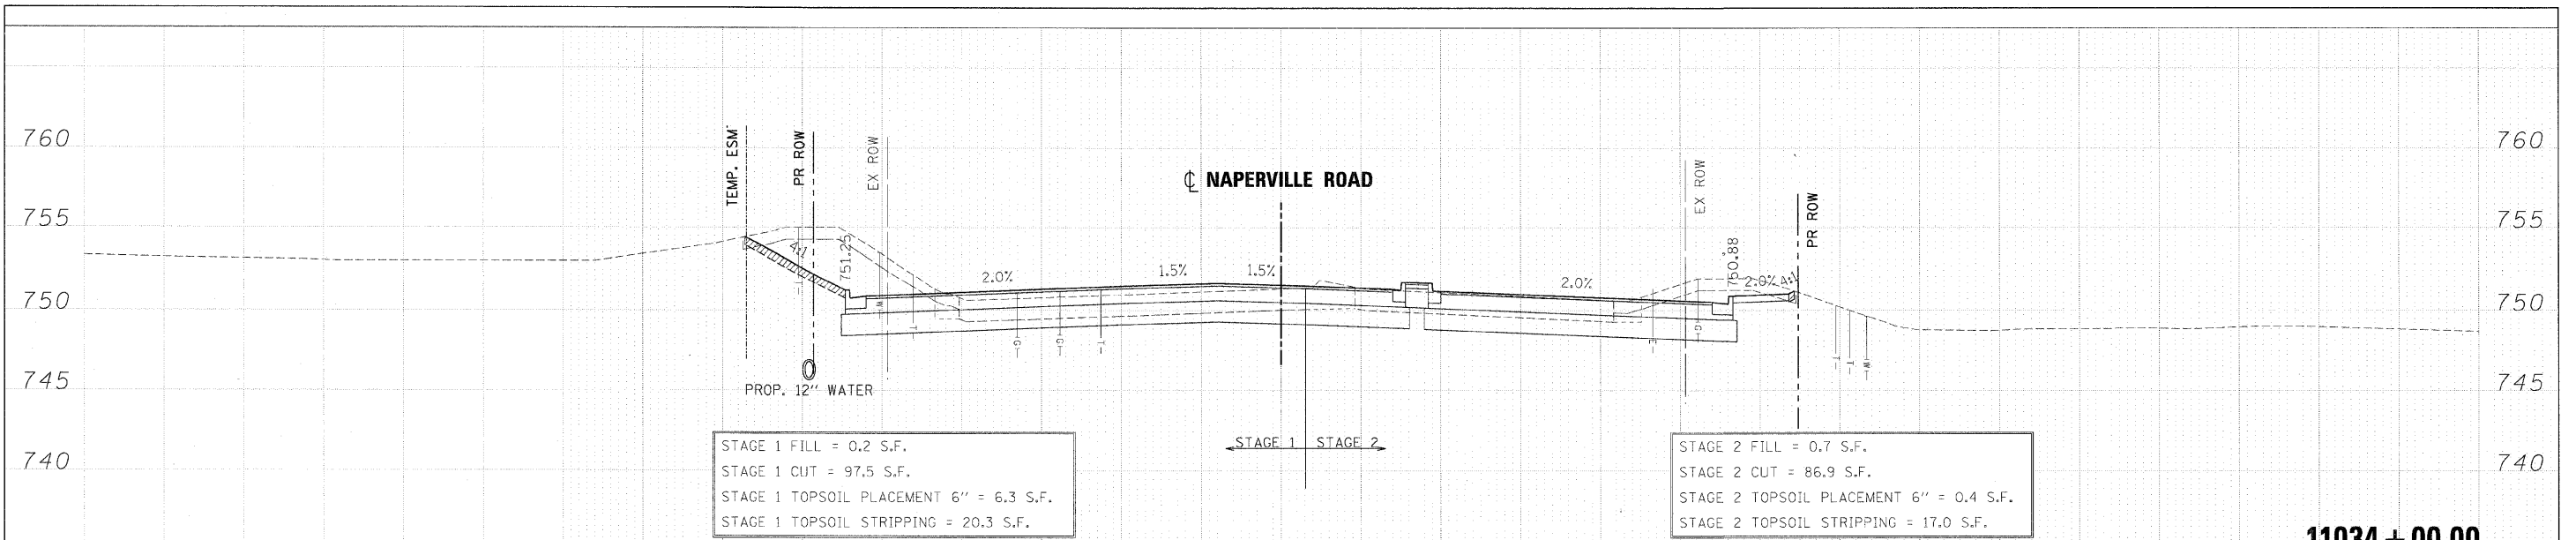 760
755
750
745
740
TEMP. ESMT
PR ROW
EX ROW
℄ NAPERVILLE ROAD
EX ROW
PR ROW
760
755
750
745
740
4:1
751.25
2.0%
1.5%
1.5%
2.0%
750.88
2.0%
4:1
-W-
-T-
-G-
-G-
-T-
-G-
-T-
-T-
-W-
PROP. 12" WATER
STAGE 1
STAGE 2
STAGE 1 FILL = 0.2 S.F.
STAGE 1 CUT = 97.5 S.F.
STAGE 1 TOPSOIL PLACEMENT 6" = 6.3 S.F.
STAGE 1 TOPSOIL STRIPPING = 20.3 S.F.
STAGE 2 FILL = 0.7 S.F.
STAGE 2 CUT = 86.9 S.F.
STAGE 2 TOPSOIL PLACEMENT 6" = 0.4 S.F.
STAGE 2 TOPSOIL STRIPPING = 17.0 S.F.
11034+00.00